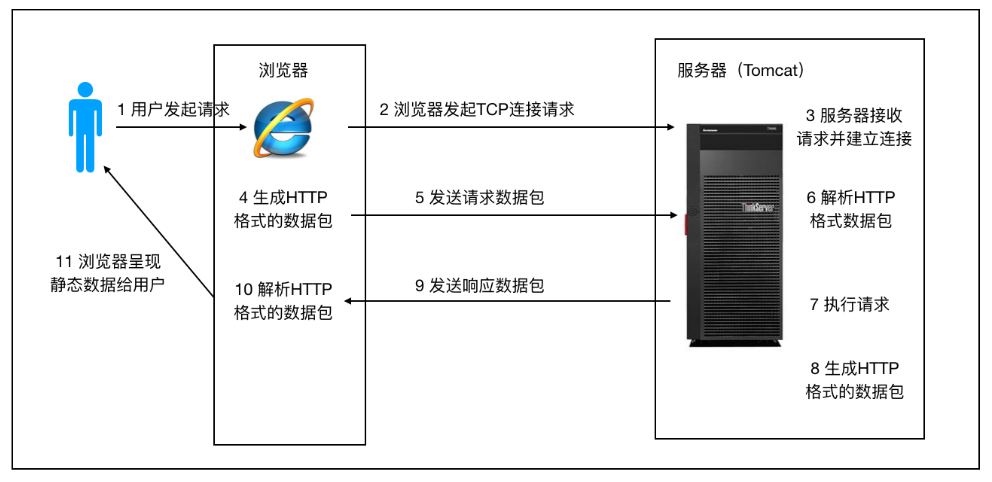 浏览器
服务器（Tomcat）
1 用户发起请求
2 浏览器发起TCP连接请求
3 服务器接收
请求并建立连接
4 生成HTTP
格式的数据包
5 发送请求数据包
6 解析HTTP
格式数据包
ThinkServer
7 执行请求
8 生成HTTP
格式的数据包
9 发送响应数据包
10 解析HTTP
格式的数据包
11 浏览器呈现
静态数据给用户